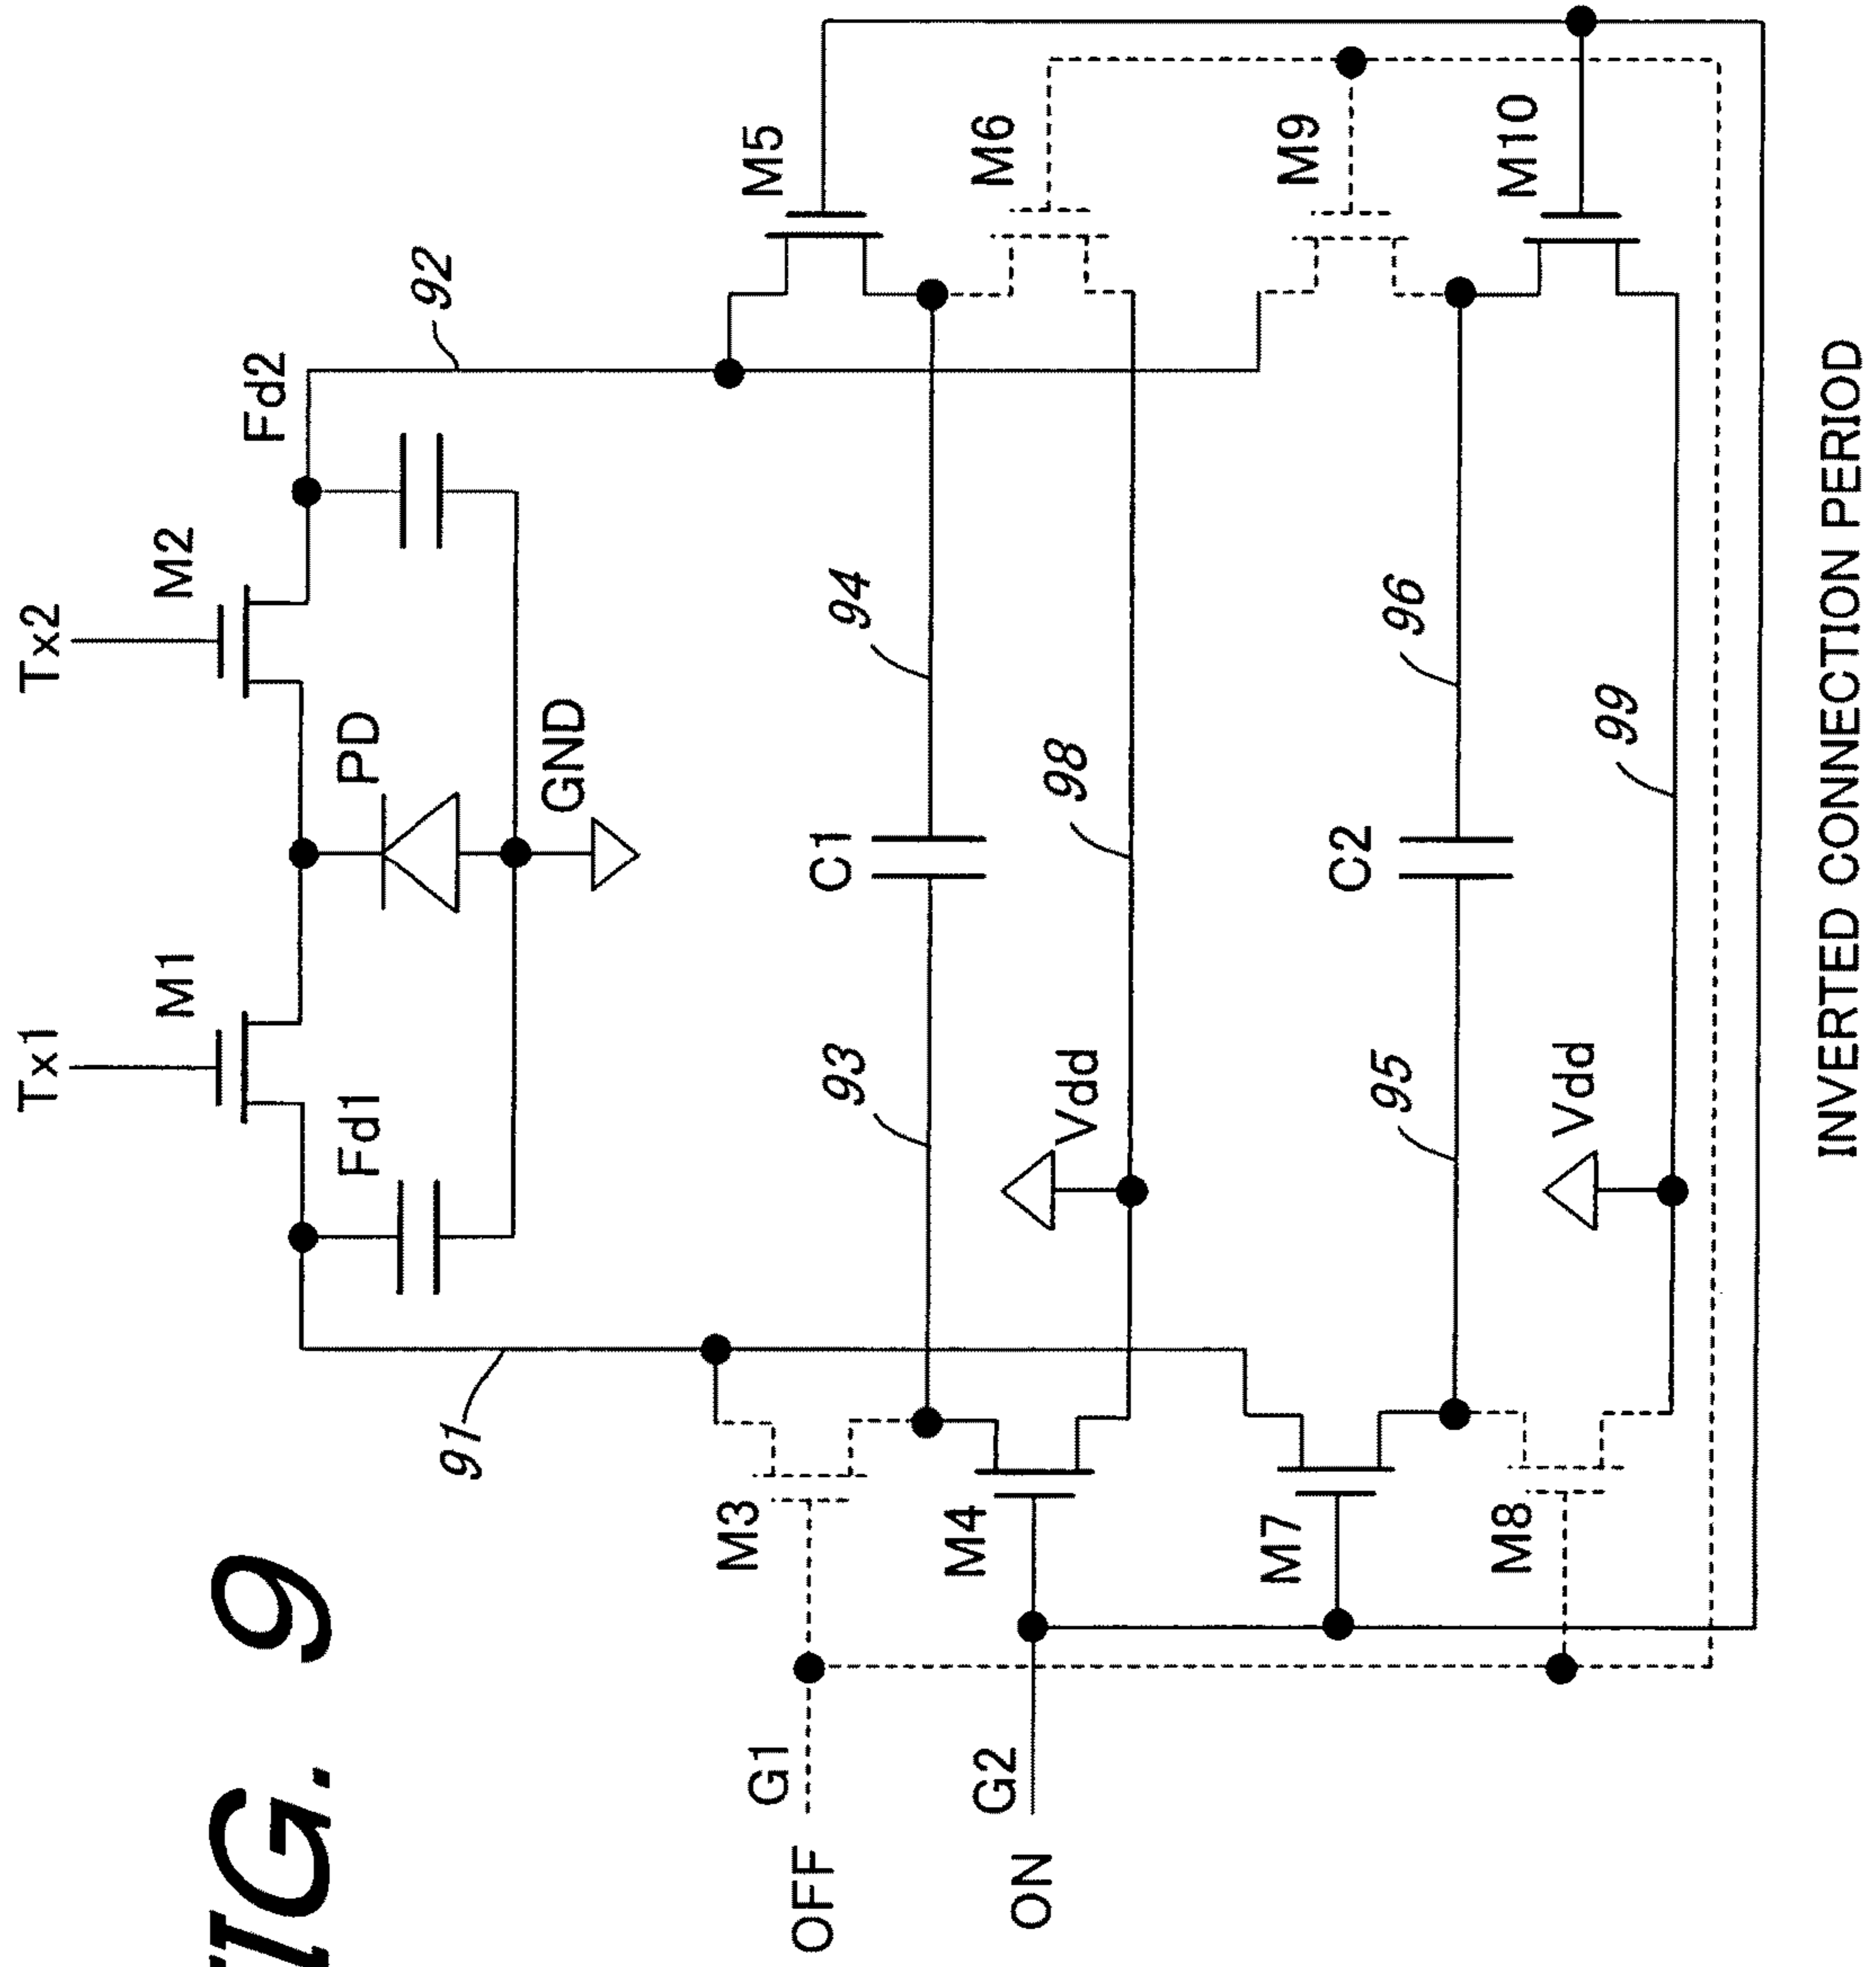 FIG. 9
Tx1
Tx2
M1
M2
Fd1
PD
Fd2
GND
91
92
M3
M5
G1
OFF
C1
93
94
M4
M6
G2
ON
98
Vdd
M7
M9
C2
95
96
M8
M10
Vdd
99
INVERTED CONNECTION PERIOD